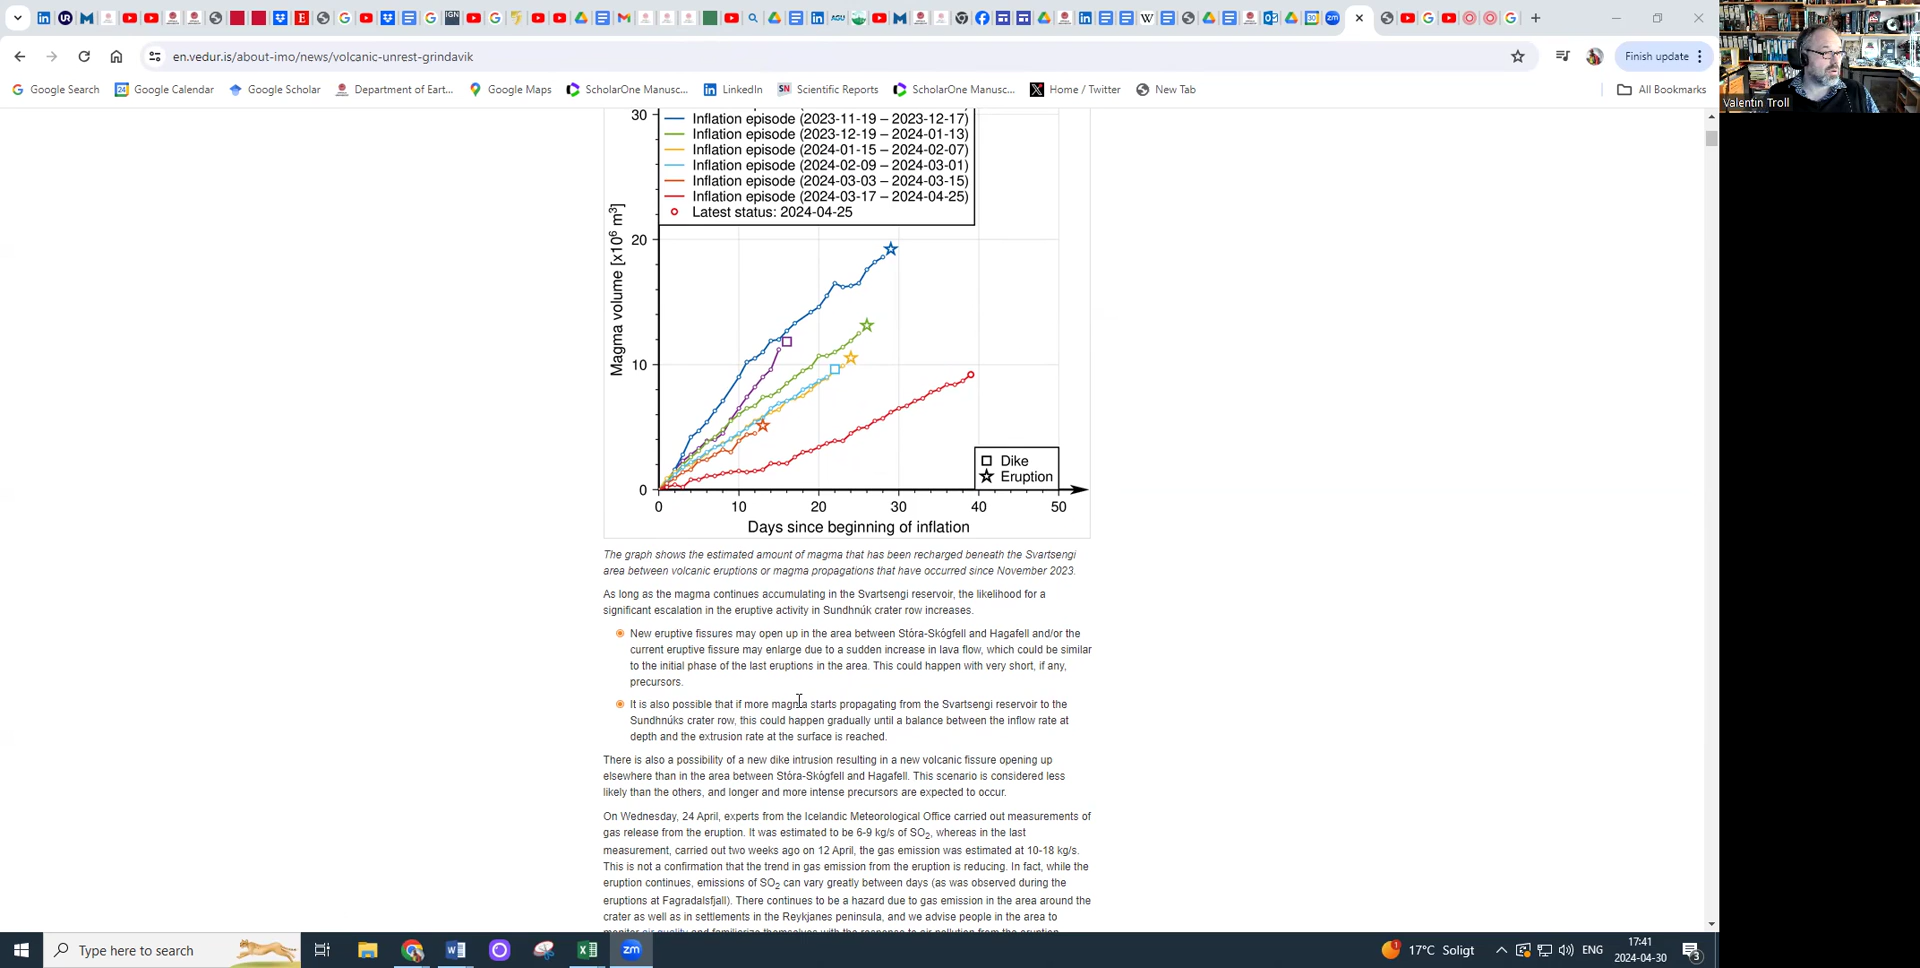 en.vedur.is/about-imo/news/volcanic-unrest-grindavik
Finish update
Google Search
Google Calendar
Google Scholar
Department of Eart...
Google Maps
ScholarOne Manusc...
LinkedIn
Scientific Reports
ScholarOne Manusc...
Home / Twitter
New Tab
All Bookmarks
Valentin Troll
Inflation episode (2023-11-19 – 2023-12-17)
Inflation episode (2023-12-19 – 2024-01-13)
Inflation episode (2024-01-15 – 2024-02-07)
Inflation episode (2024-02-09 – 2024-03-01)
Inflation episode (2024-03-03 – 2024-03-15)
Inflation episode (2024-03-17 – 2024-04-25)
Latest status: 2024-04-25
30
20
10
0
Magma volume [x10⁶ m³]
Dike
Eruption
0 10 20 30 40 50
Days since beginning of inflation
The graph shows the estimated amount of magma that has been recharged beneath the Svartsengi
area between volcanic eruptions or magma propagations that have occurred since November 2023.
As long as the magma continues accumulating in the Svartsengi reservoir, the likelihood for a
significant escalation in the eruptive activity in Sundhnúk crater row increases.
New eruptive fissures may open up in the area between Stóra-Skógfell and Hagafell and/or the
current eruptive fissure may enlarge due to a sudden increase in lava flow, which could be similar
to the initial phase of the last eruptions in the area. This could happen with very short, if any,
precursors.
It is also possible that if more magma starts propagating from the Svartsengi reservoir to the
Sundhnúks crater row, this could happen gradually until a balance between the inflow rate at
depth and the extrusion rate at the surface is reached.
There is also a possibility of a new dike intrusion resulting in a new volcanic fissure opening up
elsewhere than in the area between Stóra-Skógfell and Hagafell. This scenario is considered less
likely than the others, and longer and more intense precursors are expected to occur.
On Wednesday, 24 April, experts from the Icelandic Meteorological Office carried out measurements of
gas release from the eruption. It was estimated to be 6-9 kg/s of SO₂, whereas in the last
measurement, carried out two weeks ago on 12 April, the gas emission was estimated at 10-18 kg/s.
This is not a confirmation that the trend in gas emission from the eruption is reducing. In fact, while the
eruption continues, emissions of SO₂ can vary greatly between days (as was observed during the
eruptions at Fagradalsfjall). There continues to be a hazard due to gas emission in the area around the
crater as well as in settlements in the Reykjanes peninsula, and we advise people in the area to
Type here to search
17°C Soligt
ENG
17:41
2024-04-30
3